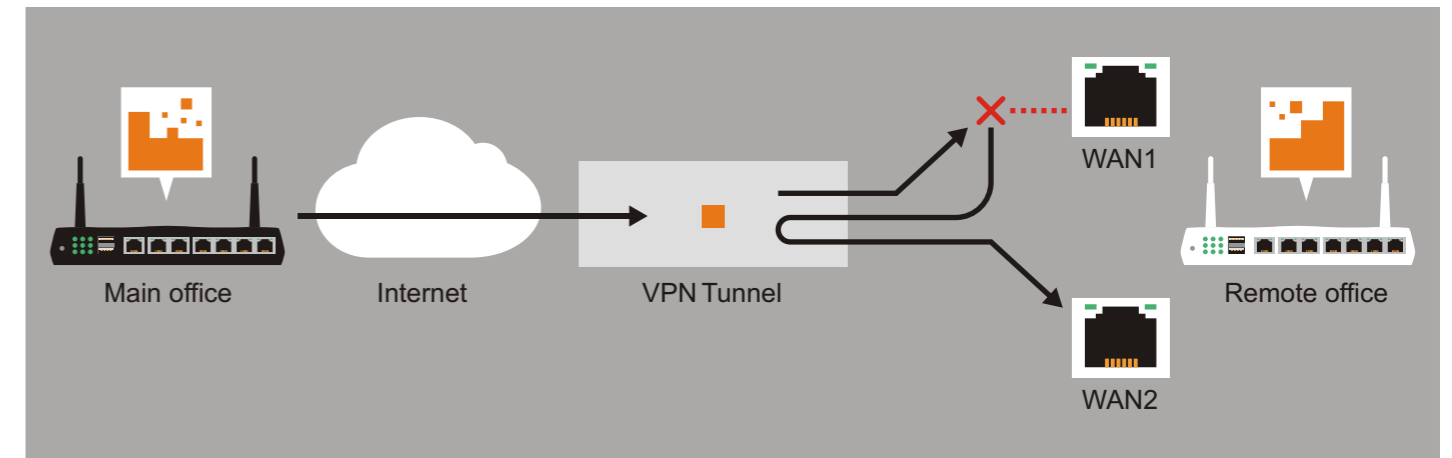 WAN1
Main office
Internet
VPN Tunnel
Remote office
WAN2